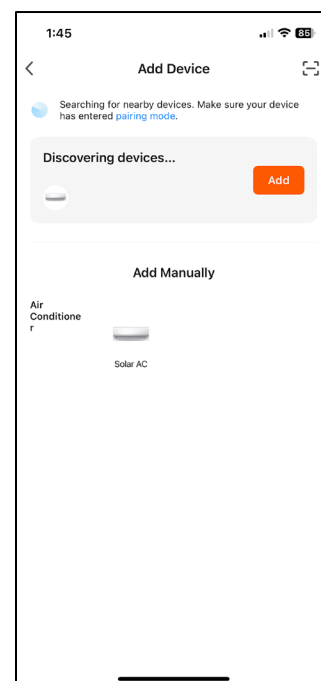 1:45
85
Add Device
Searching for nearby devices. Make sure your device
has entered pairing mode.
Discovering devices...
Add
Add Manually
Air
Conditione
r
Solar AC